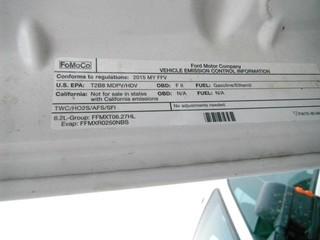 FoMoCo
Ford Motor Company
VEHICLE EMISSION CONTROL INFORMATION
Conforms to regulations: 2015 MY FFV
U.S. EPA: T2B8 MDPV/HDV OBD: F II FUEL: Gasoline/Ethanol
California: Not for sale in states with California emissions OBD: N/A FUEL: N/A
TWC/HO2S/AFS/SFI
No adjustments needed.
6.2L-Group: FFMXT06.27HL
Evap: FFMXR0250NBS